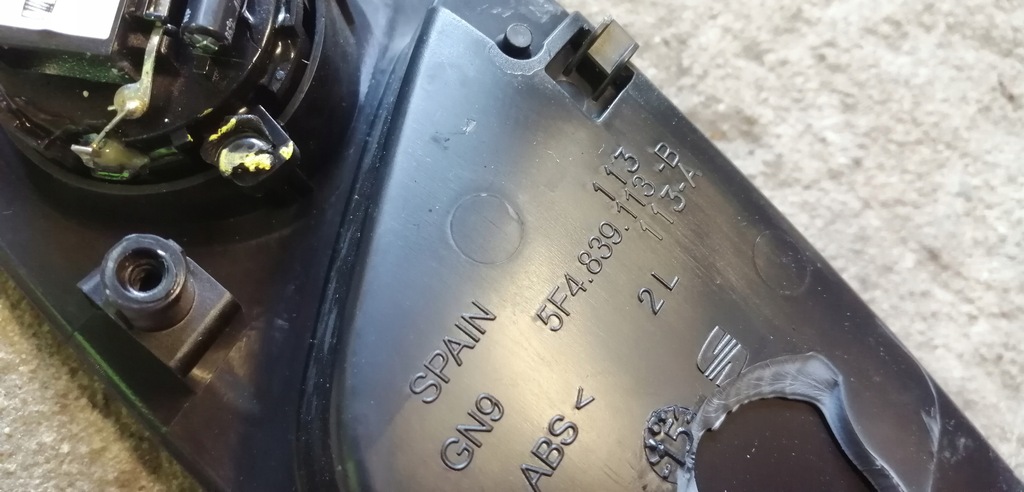 113
5F4.839.113-B
113-A
2 L
SPAIN
GN9
ABS <